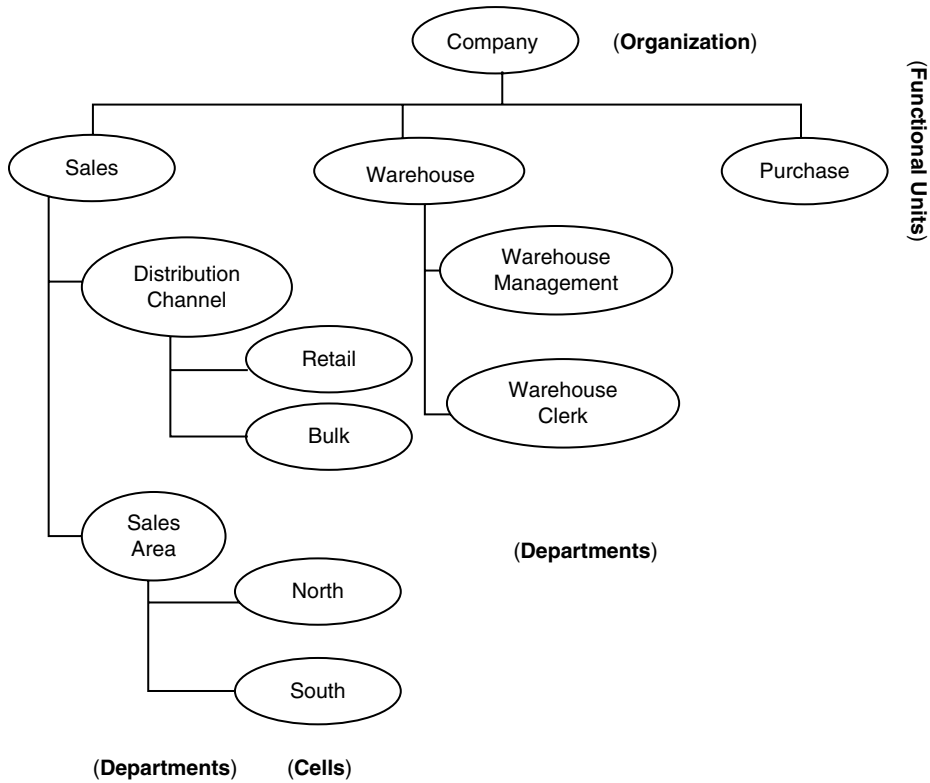 Company
(Organization)
(Functional Units)
Sales
Warehouse
Purchase
Distribution
Channel
Warehouse
Management
Retail
Warehouse
Clerk
Bulk
Sales
Area
(Departments)
North
South
(Departments)
(Cells)